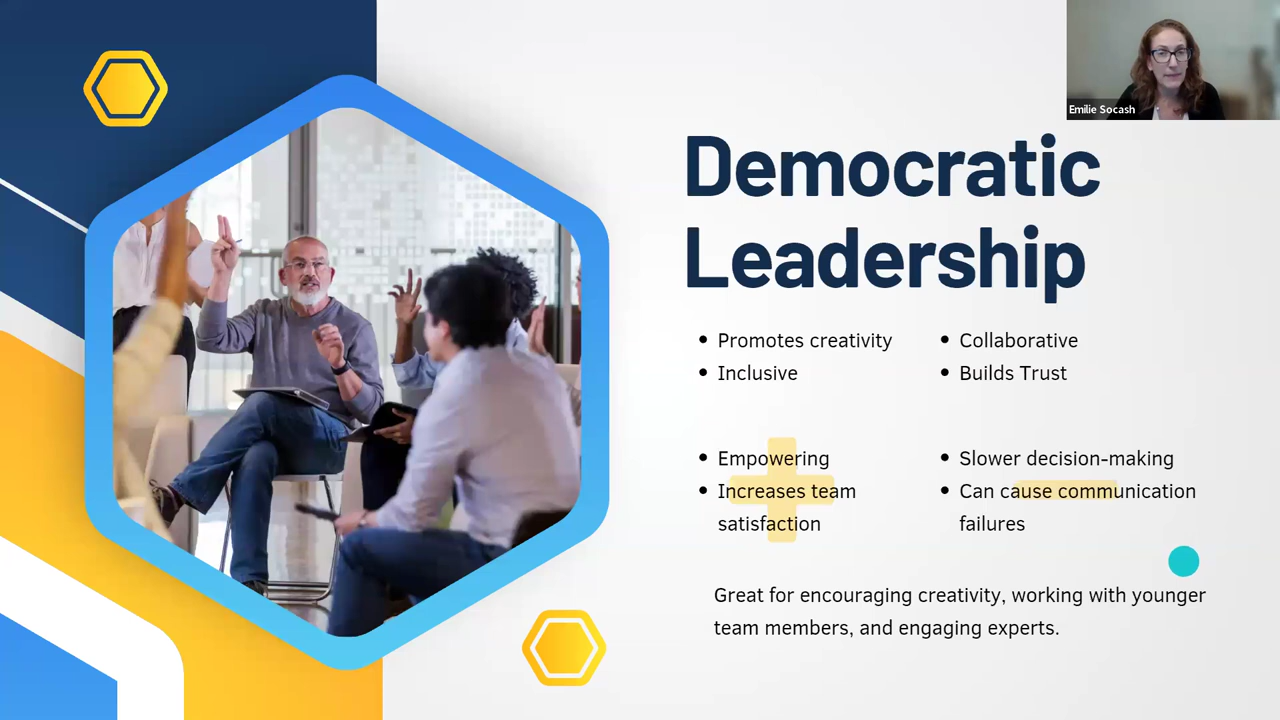 Emilie Socash
Democratic
Leadership
• Promotes creativity
• Inclusive
• Collaborative
• Builds Trust
• Empowering
• Increases team
satisfaction
• Slower decision-making
• Can cause communication
failures
Great for encouraging creativity, working with younger
team members, and engaging experts.